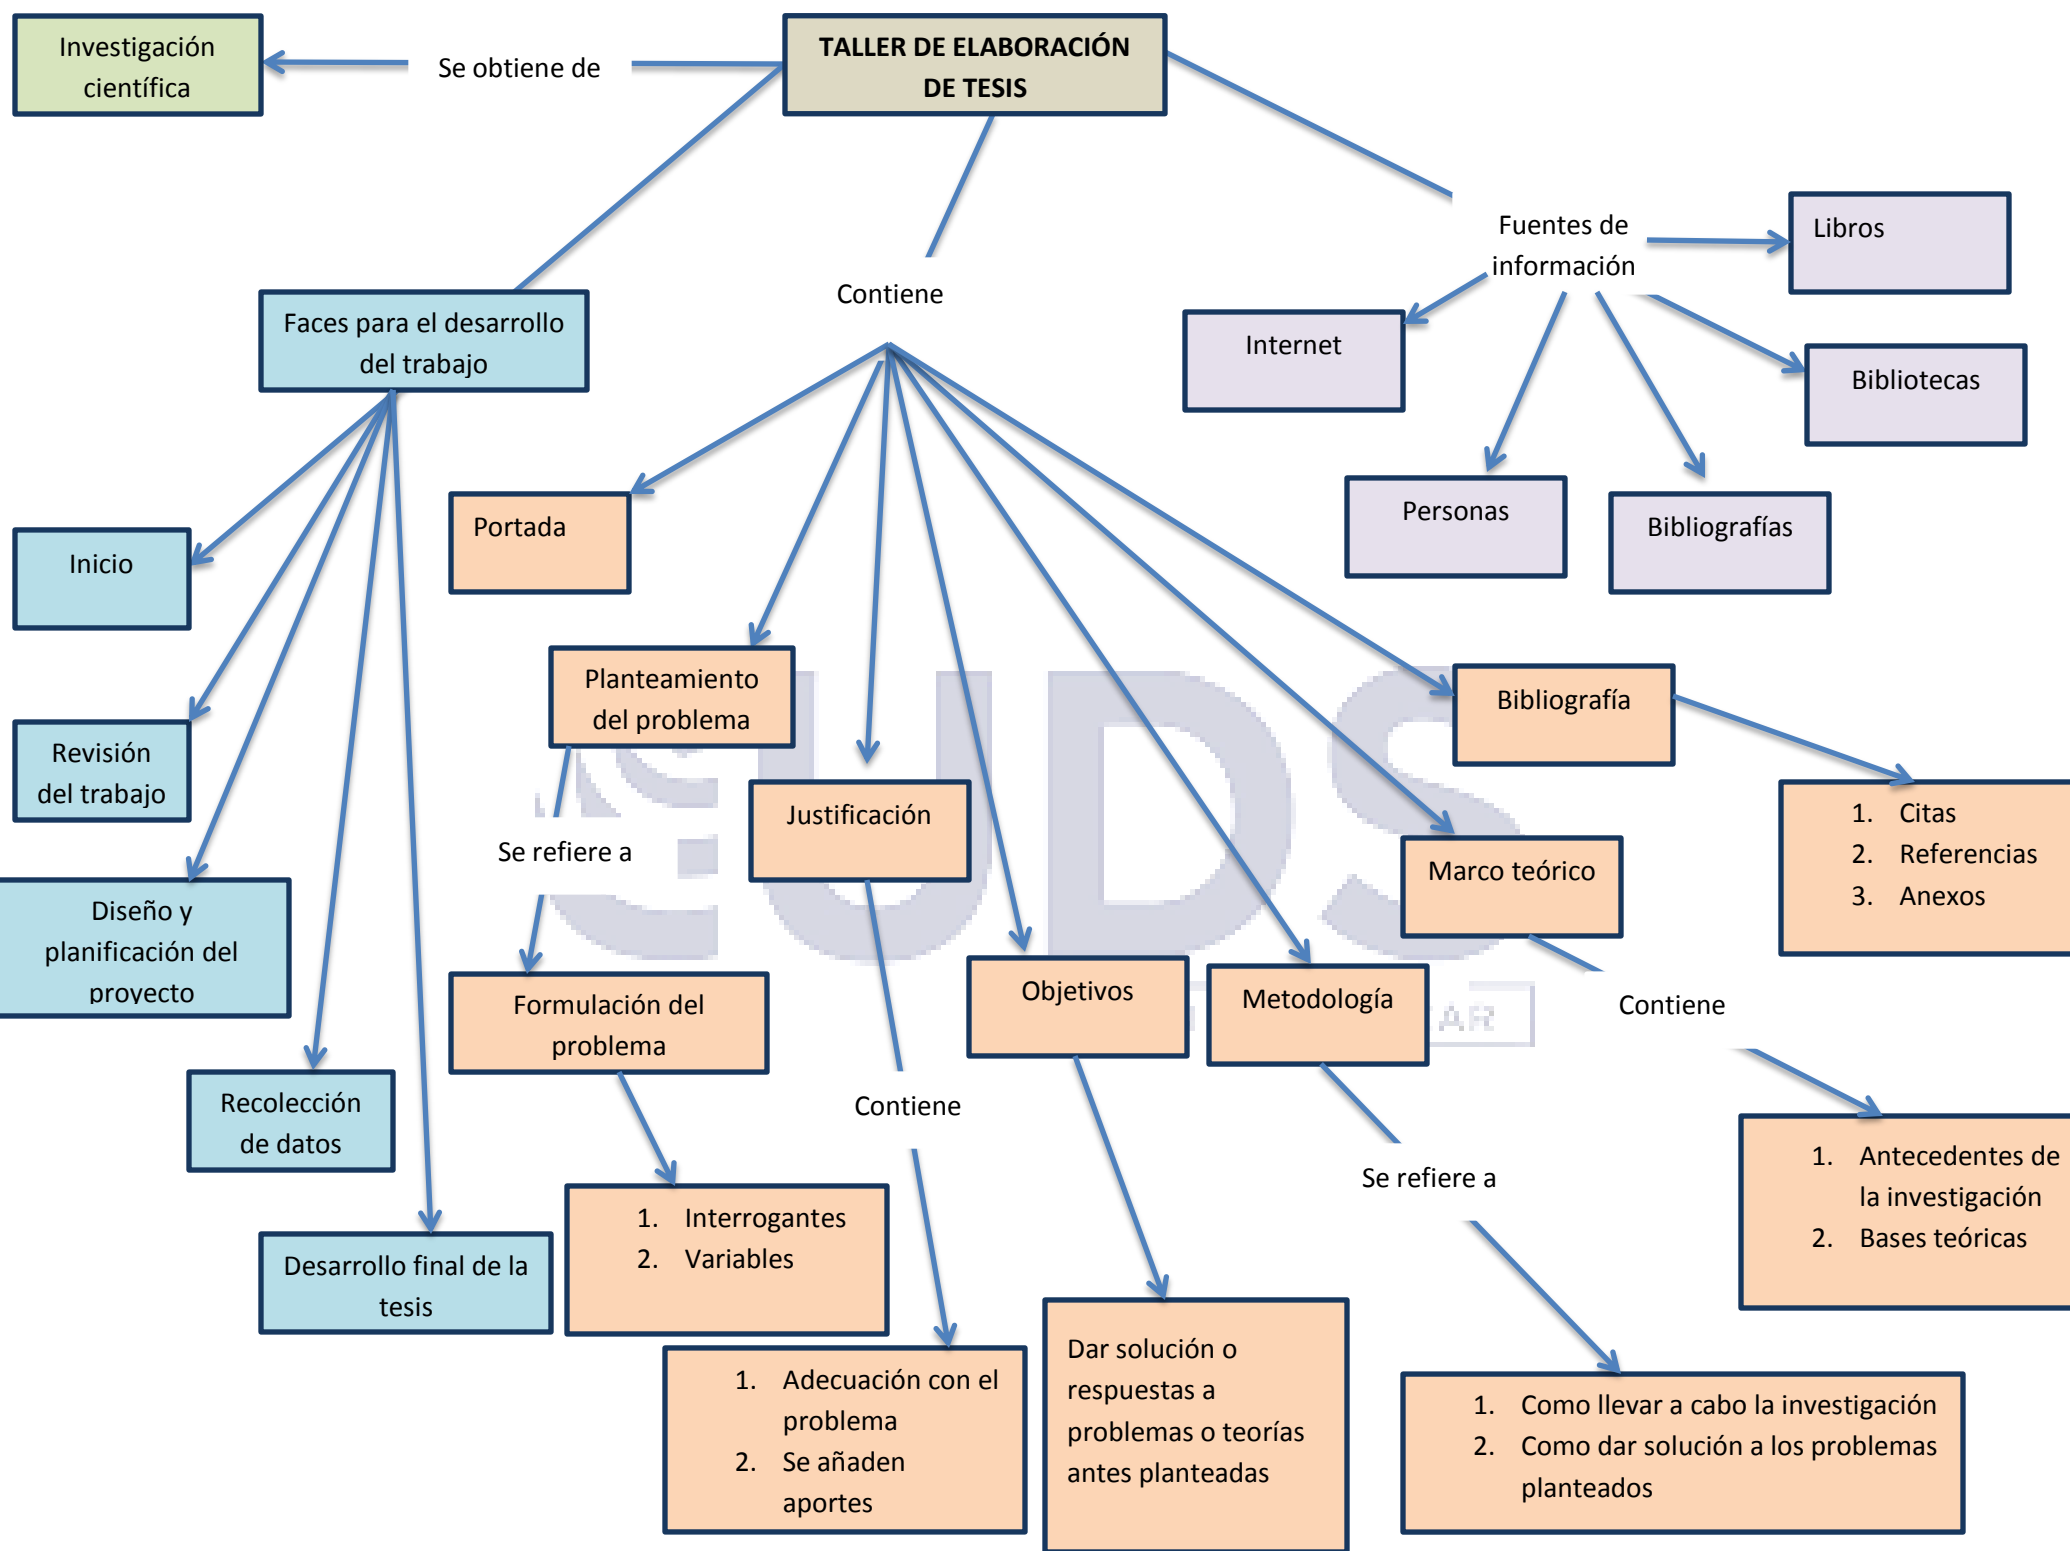 Investigación
científica
Se obtiene de
TALLER DE ELABORACIÓN
DE TESIS
Fuentes de
información
Libros
Internet
Bibliotecas
Personas
Bibliografías
Faces para el desarrollo
del trabajo
Contiene
Inicio
Revisión
del trabajo
Diseño y
planificación del
proyecto
Recolección
de datos
Desarrollo final de la
tesis
Portada
Planteamiento
del problema
Se refiere a
Formulación del
problema
1. Interrogantes
2. Variables
Justificación
Contiene
1. Adecuación con el
problema
2. Se añaden
aportes
Objetivos
Dar solución o
respuestas a
problemas o teorías
antes planteadas
Metodología
Se refiere a
1. Como llevar a cabo la investigación
2. Como dar solución a los problemas
planteados
Marco teórico
Contiene
1. Antecedentes de
la investigación
2. Bases teóricas
Bibliografía
1. Citas
2. Referencias
3. Anexos
UDS